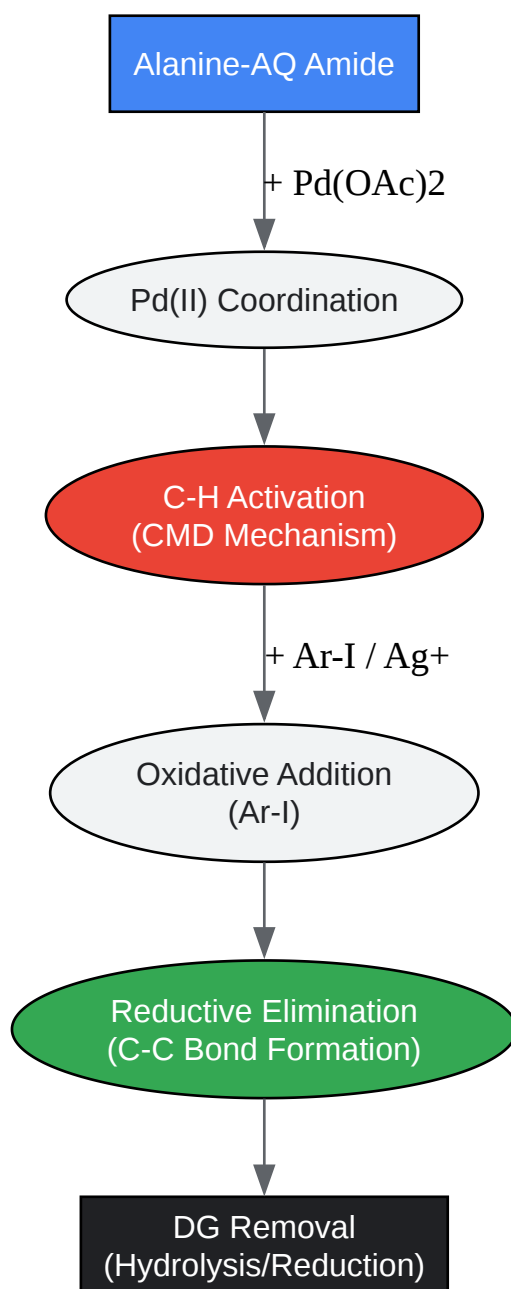 Alanine-AQ Amide
+ Pd(OAc)2
Pd(II) Coordination
C-H Activation
(CMD Mechanism)
+ Ar-I / Ag+
Oxidative Addition
(Ar-I)
Reductive Elimination
(C-C Bond Formation)
DG Removal
(Hydrolysis/Reduction)